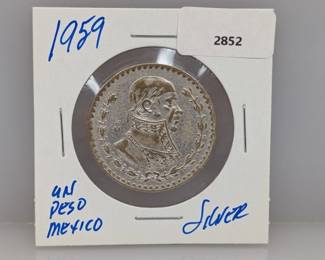 1959
2852
UN
PESO
MEXICO
SILVER